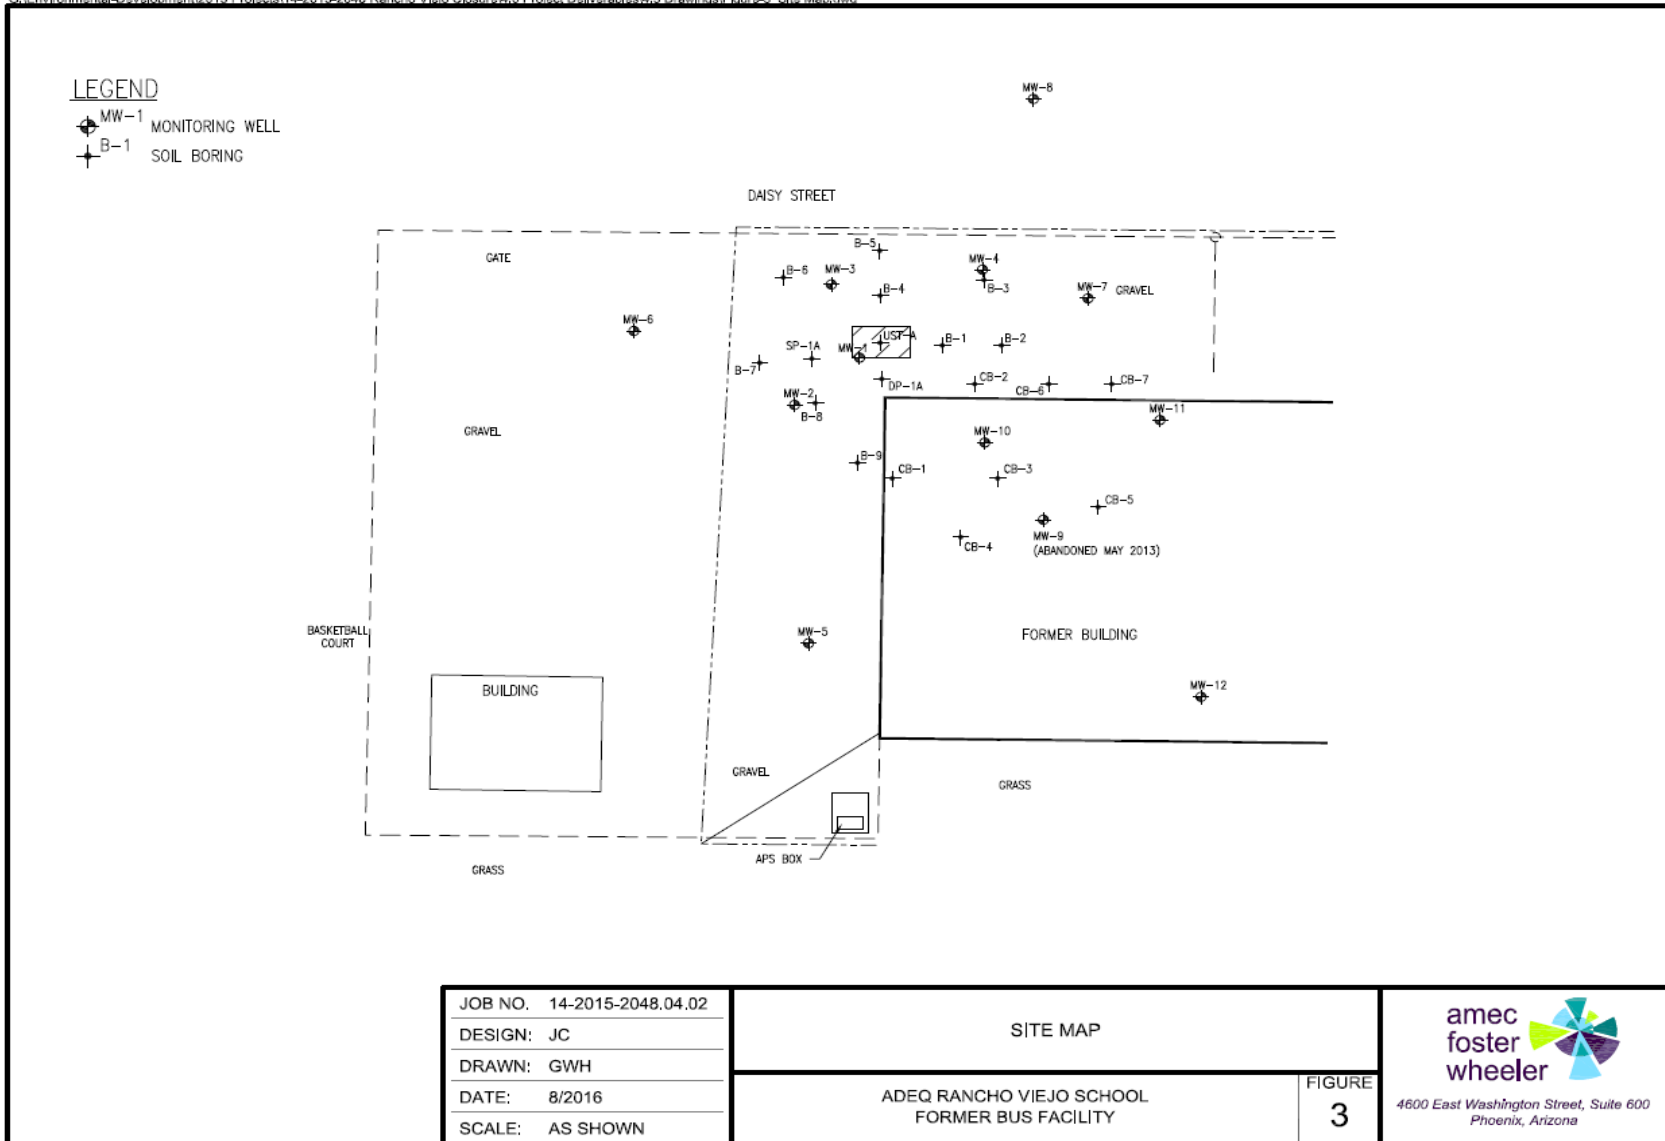 LEGEND
MW-1 MONITORING WELL
B-1 SOIL BORING
MW-8
DAISY STREET
GATE
B-5
B-6
MW-3
MW-4
B-3
B-4
MW-7
GRAVEL
MW-6
UST-A
SP-1A
MW-1
B-1
B-2
B-7
DP-1A
CB-2
CB-6
CB-7
MW-2
B-8
MW-11
GRAVEL
MW-10
B-9
CB-1
CB-3
CB-5
CB-4
MW-9
(ABANDONED MAY 2013)
BASKETBALL
COURT
MW-5
FORMER BUILDING
BUILDING
MW-12
GRAVEL
GRASS
APS BOX
GRASS
JOB NO. 14-2015-2048.04.02
DESIGN: JC
DRAWN: GWH
DATE: 8/2016
SCALE: AS SHOWN
SITE MAP
ADEQ RANCHO VIEJO SCHOOL
FORMER BUS FACILITY
FIGURE
3
amec
foster
wheeler
4600 East Washington Street, Suite 600
Phoenix, Arizona